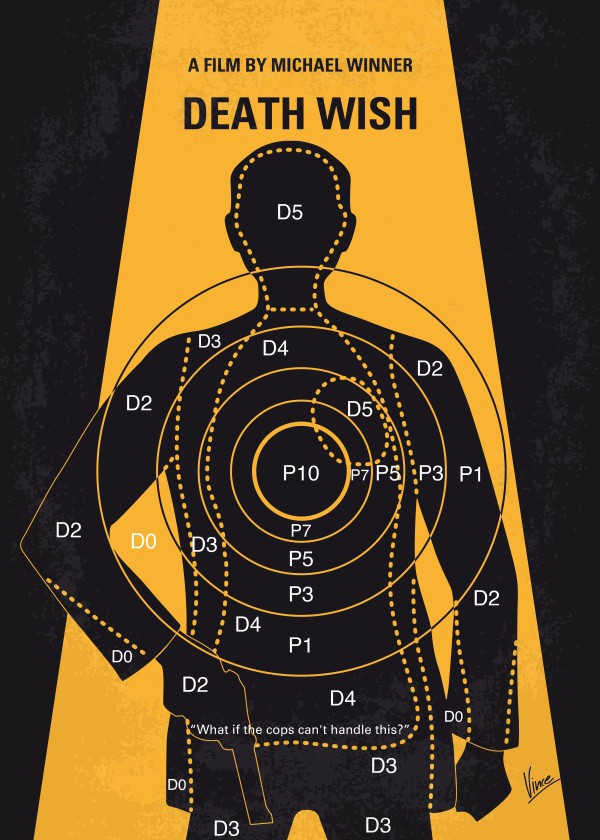 A FILM BY MICHAEL WINNER
DEATH WISH
D5
D3
D4
D2
D2
D5
P10
P7
P5
P3
P1
D2
D0
D3
P7
P5
P3
D2
D4
P1
D0
D2
D4
D0
“What if the cops can't handle this?”
D3
D0
Vince
D3
D3